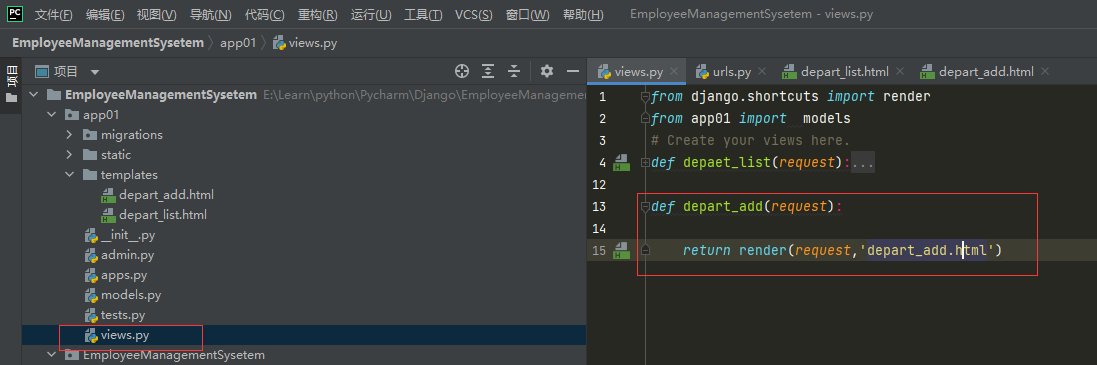 PC 文件(F) 编辑(E) 视图(V) 导航(N) 代码(C) 重构(R) 运行(U) 工具(T) VCS(S) 窗口(W) 帮助(H) EmployeeManagementSysetem - views.py
EmployeeManagementSysetem app01 views.py
项目
项目
EmployeeManagementSysetem E:\Learn\python\Pycharm\Django\EmployeeManagemen
app01
migrations
static
templates
depart_add.html
depart_list.html
__init__.py
admin.py
apps.py
models.py
tests.py
views.py
EmployeeManagementSysetem
views.py urls.py depart_list.html depart_add.html
1 from django.shortcuts import render
2 from app01 import models
3 # Create your views here.
4 def depaet_list(request):...
12
13 def depart_add(request):
14
15 return render(request,'depart_add.html')